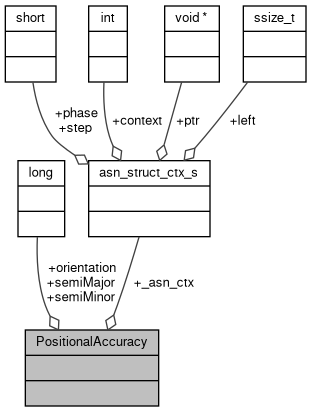 short
int
void *
ssize_t
+phase
+step
+context
+ptr
+left
long
asn_struct_ctx_s
+orientation
+semiMajor
+semiMinor
+_asn_ctx
PositionalAccuracy